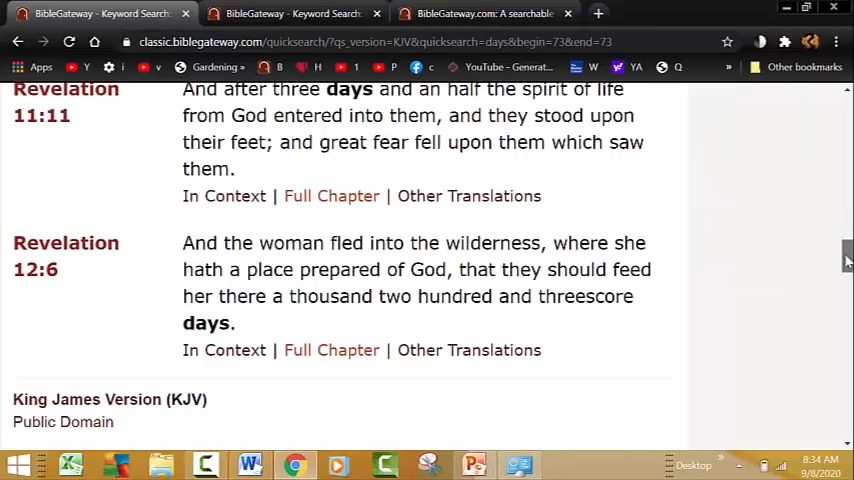 BibleGateway - Keyword Search:
BibleGateway - Keyword Search:
BibleGateway.com: A searchable
classic.biblegateway.com/quicksearch/?qs_version=KJV&quicksearch=days&begin=73&end=73
Apps
Y
i
v
Gardening
B
H
1
P
c
YouTube - Generat...
W
YA
Q
Other bookmarks
Revelation 11:11
And after three days and an half the spirit of life
from God entered into them, and they stood upon
their feet; and great fear fell upon them which saw
them.
In Context | Full Chapter | Other Translations
Revelation 12:6
And the woman fled into the wilderness, where she
hath a place prepared of God, that they should feed
her there a thousand two hundred and threescore
days.
In Context | Full Chapter | Other Translations
King James Version (KJV)
Public Domain
Desktop
8:34 AM
9/8/2020